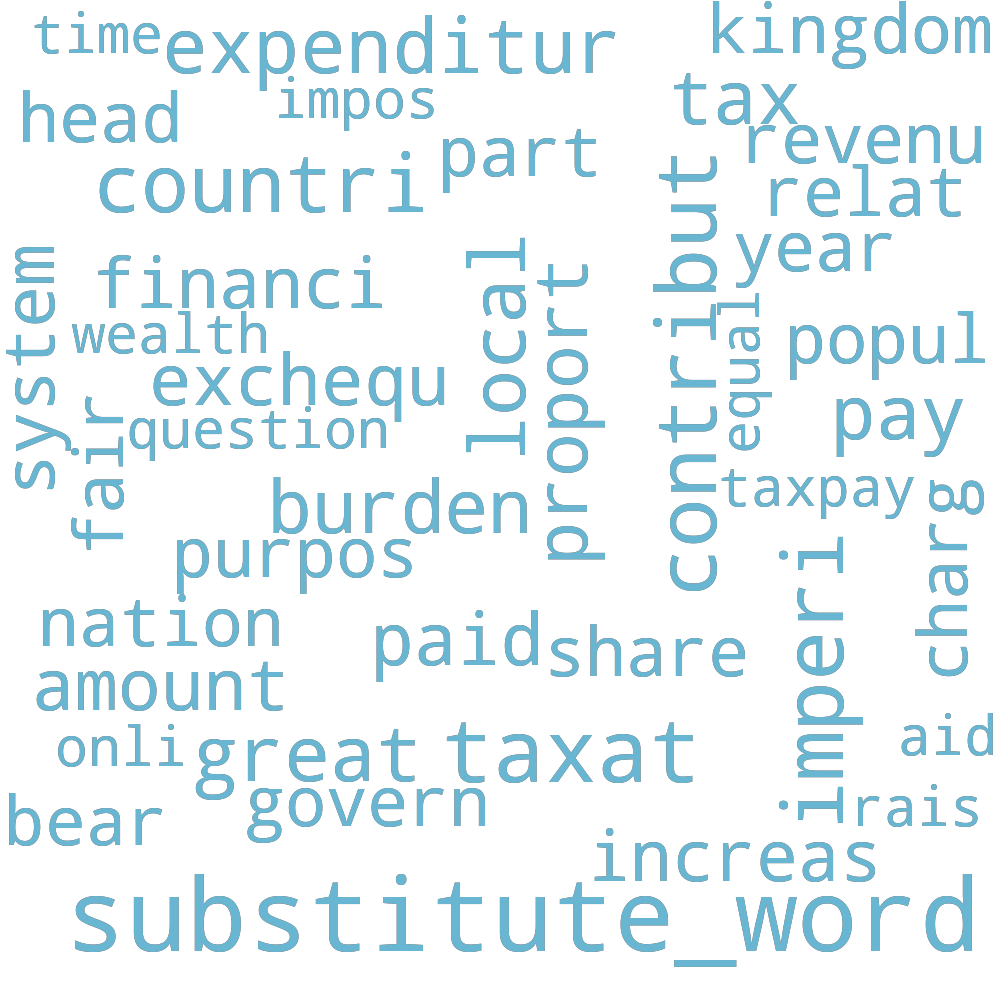 time
expenditur
kingdom
head
impos
tax
part
revenu
countri
relat
contribut
year
system
financi
local
proport
wealth
equal
popul
exchequ
fair
question
pay
burden
taxpay
charg
purpos
imperi
nation
paid
share
amount
onli
great
taxat
aid
bear
govern
rais
increas
substitute_word